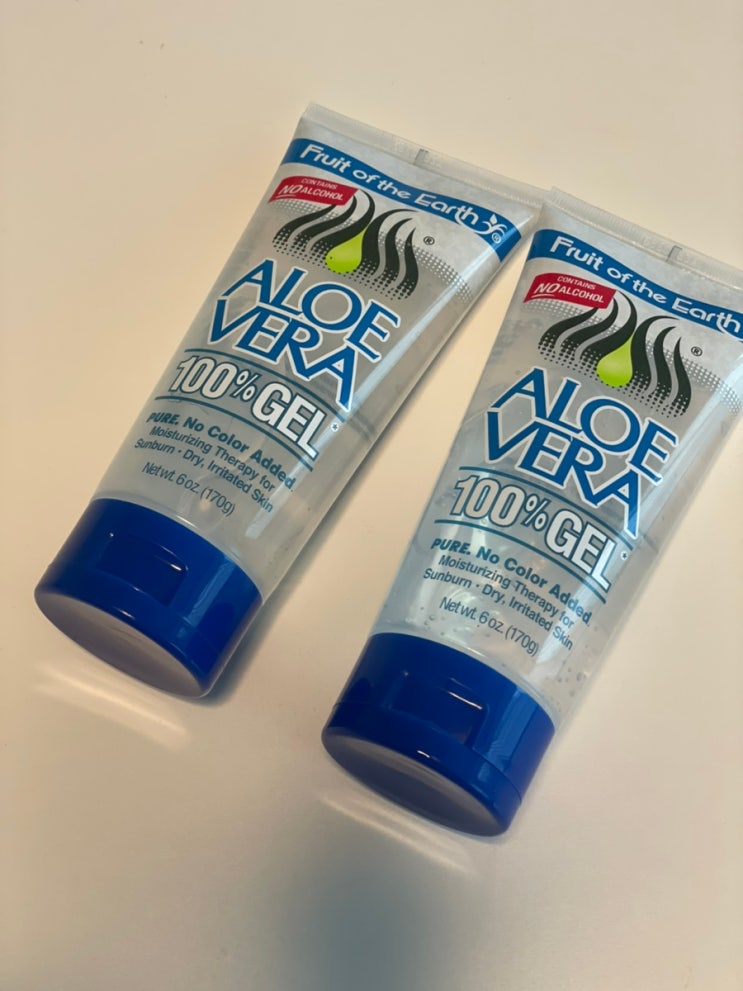 Fruit of the Earth®
CONTAINS
NO ALCOHOL
®
ALOE
VERA
100% GEL*
PURE. No Color Added.
Moisturizing Therapy for
Sunburn • Dry, Irritated Skin
Net wt. 6 oz. (170g)
Fruit of the Earth
CONTAINS
NO ALCOHOL
®
ALOE
VERA
100% GEL*
PURE. No Color Added.
Moisturizing Therapy for
Sunburn • Dry, Irritated Skin
Net wt. 6 oz. (170g)